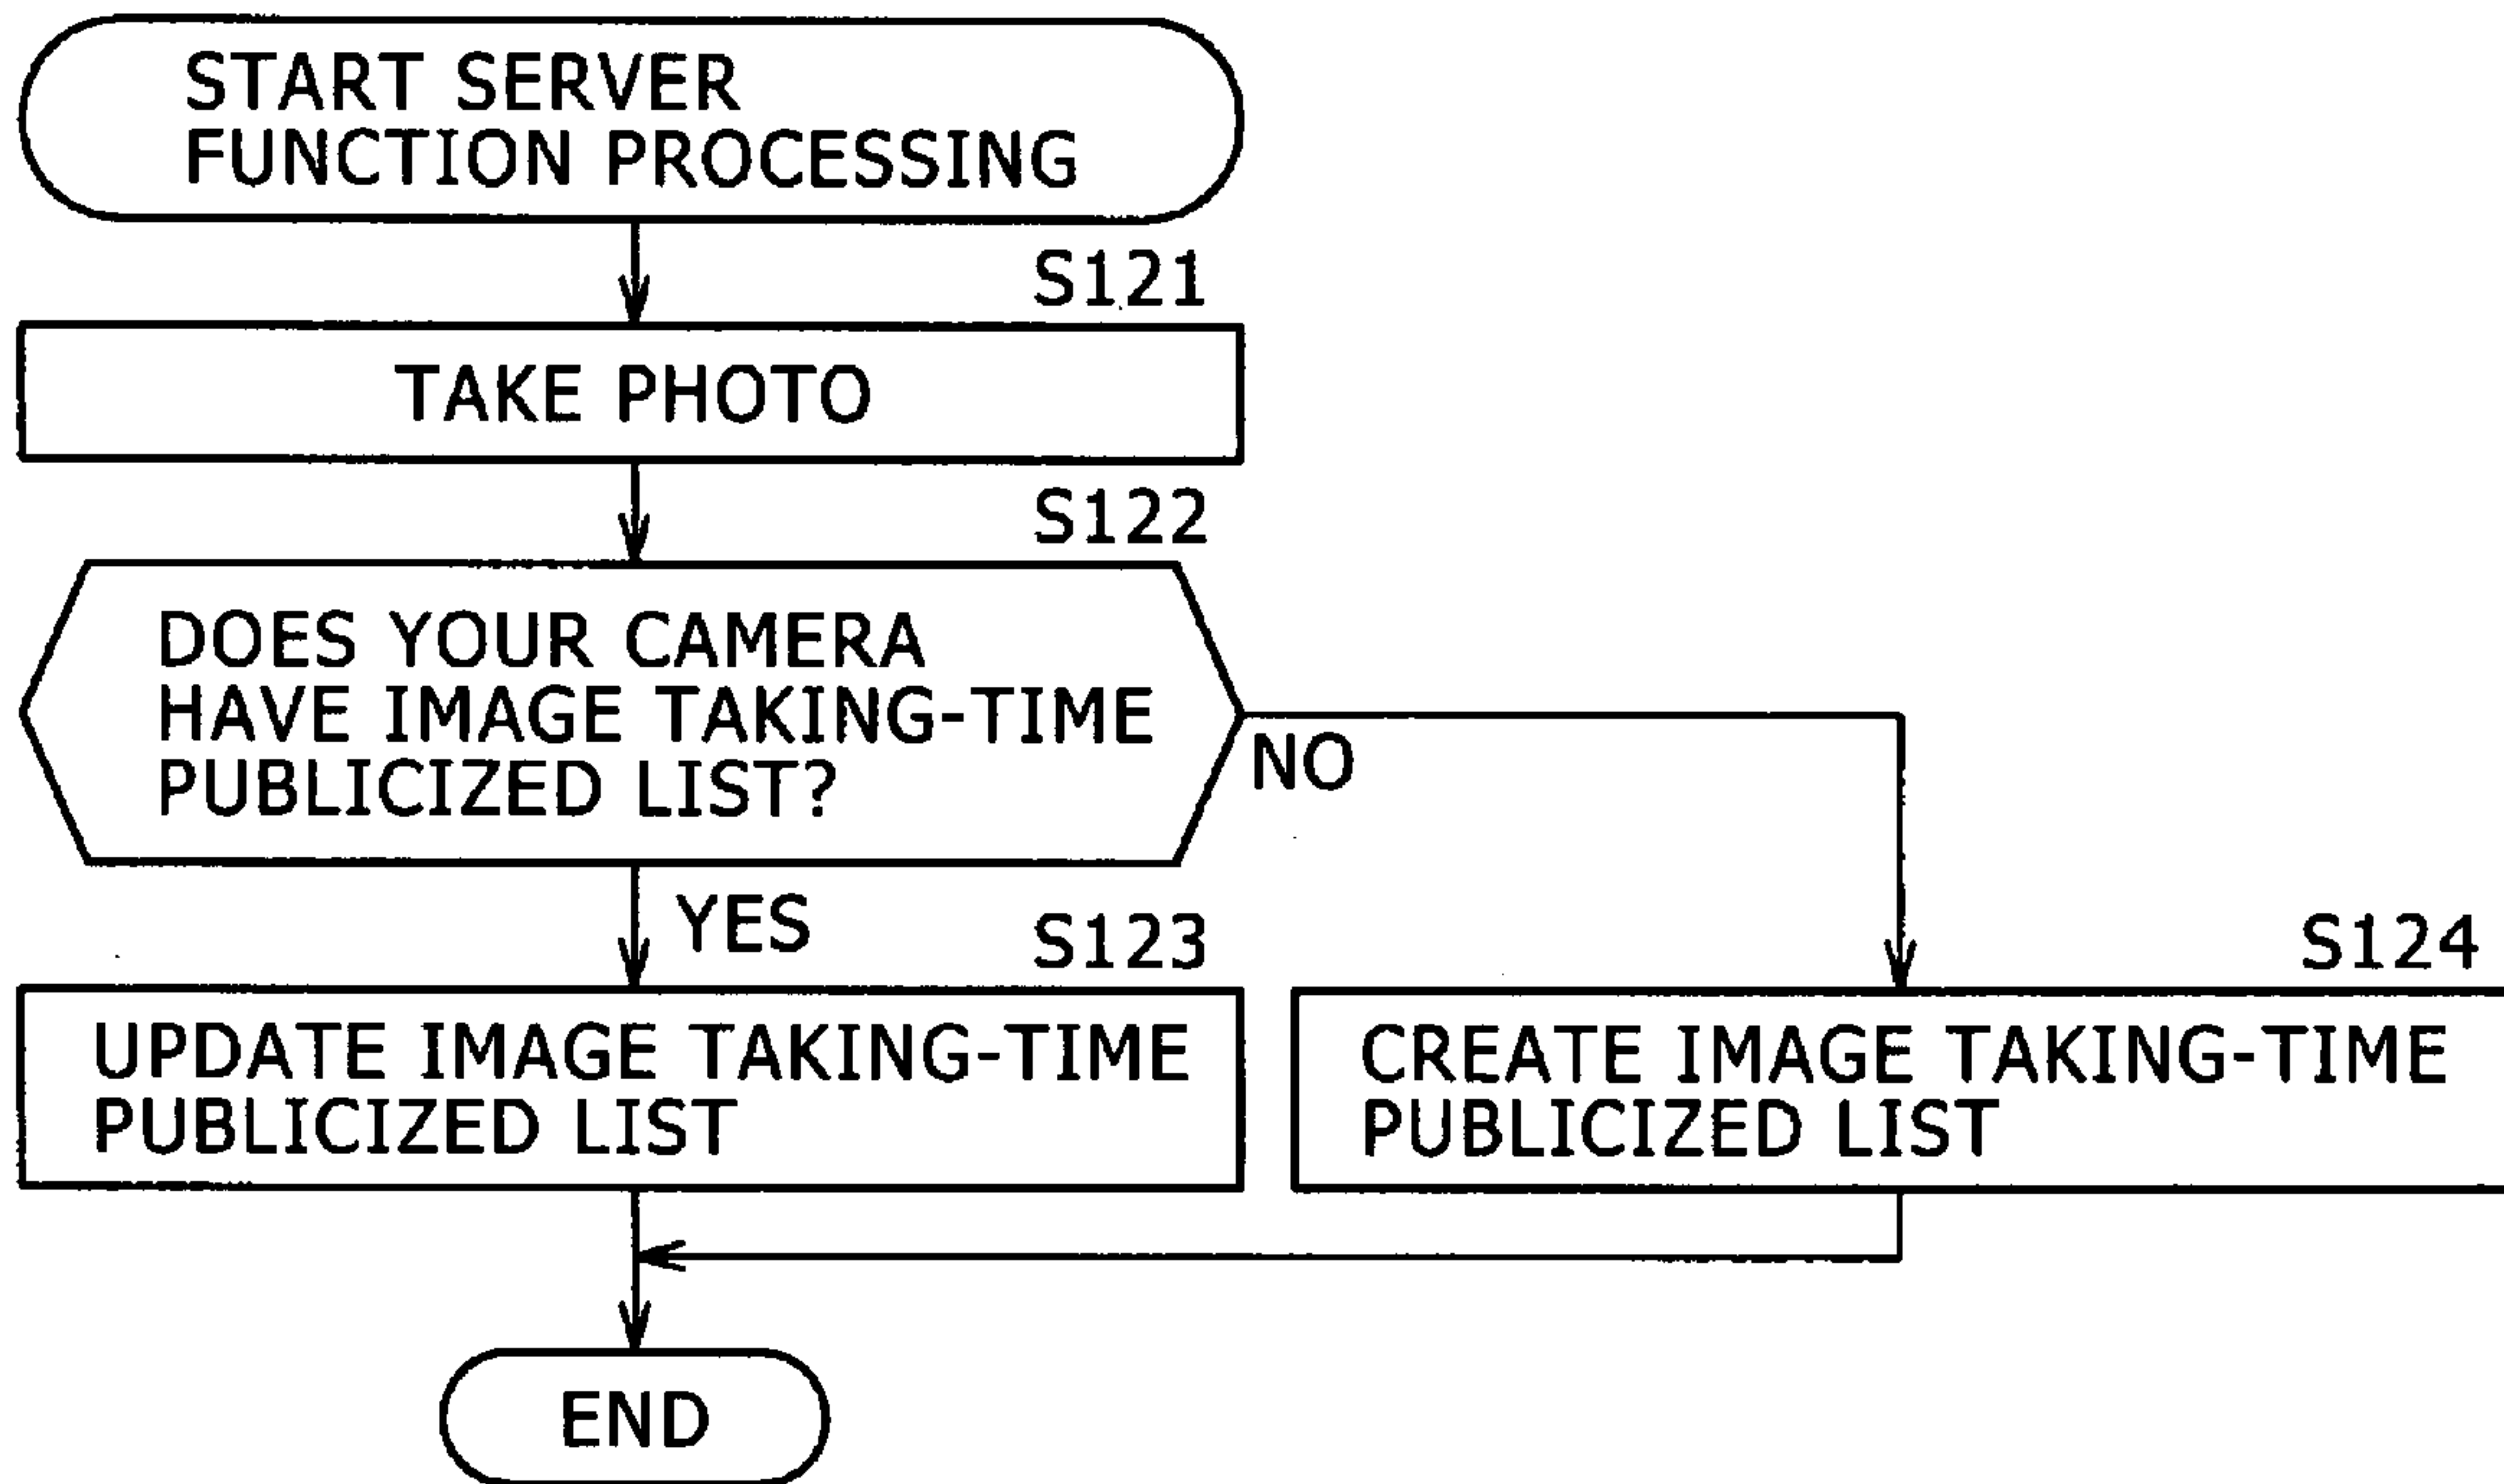 START SERVER
FUNCTION PROCESSING
S121
TAKE PHOTO
S122
DOES YOUR CAMERA
HAVE IMAGE TAKING-TIME
PUBLICIZED LIST?
NO
YES
S123
S124
UPDATE IMAGE TAKING-TIME
PUBLICIZED LIST
CREATE IMAGE TAKING-TIME
PUBLICIZED LIST
END